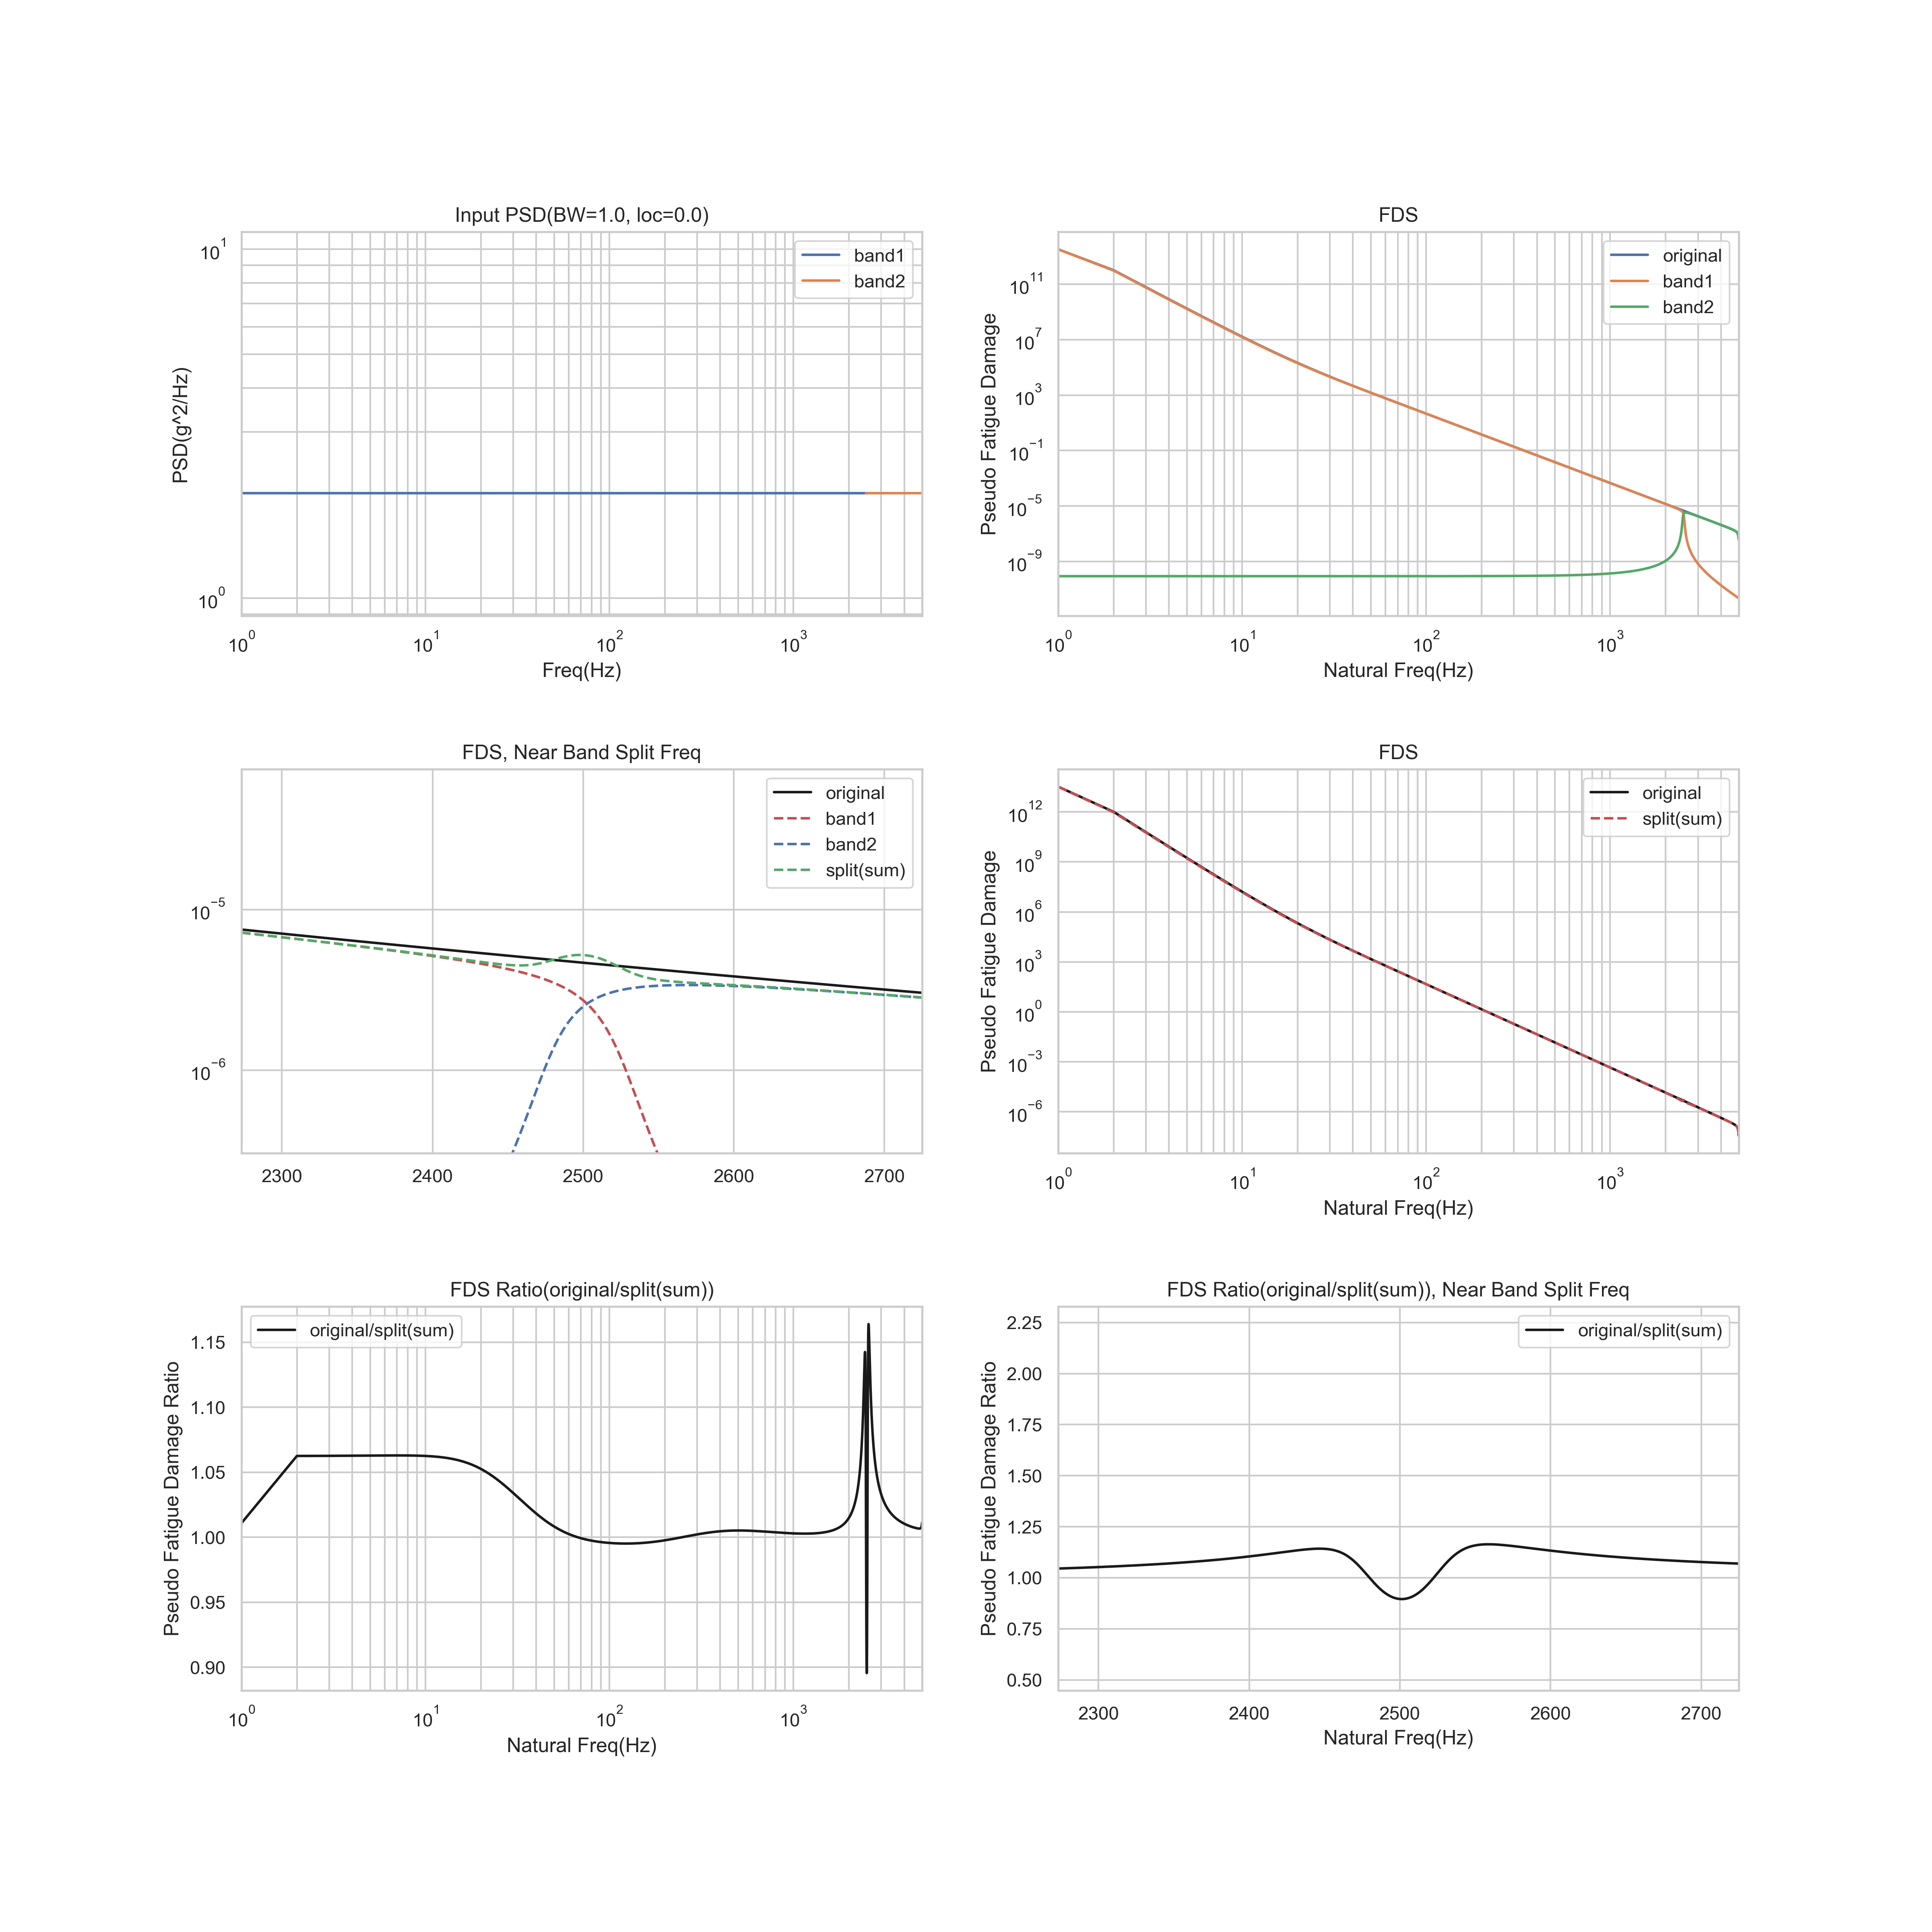 Input PSD(BW=1.0, loc=0.0)
PSD(g^2/Hz)
10^1
10^0
band1
band2
10^0 10^1 10^2 10^3
Freq(Hz)
FDS
Pseudo Fatigue Damage
10^11
10^7
10^3
10^−1
10^−5
10^−9
original
band1
band2
10^0 10^1 10^2 10^3
Natural Freq(Hz)
FDS, Near Band Split Freq
10^−5
10^−6
original
band1
band2
split(sum)
2300 2400 2500 2600 2700
FDS
Pseudo Fatigue Damage
10^12
10^9
10^6
10^3
10^0
10^−3
10^−6
original
split(sum)
10^0 10^1 10^2 10^3
Natural Freq(Hz)
FDS Ratio(original/split(sum))
Pseudo Fatigue Damage Ratio
1.15
1.10
1.05
1.00
0.95
0.90
original/split(sum)
10^0 10^1 10^2 10^3
Natural Freq(Hz)
FDS Ratio(original/split(sum)), Near Band Split Freq
Pseudo Fatigue Damage Ratio
2.25
2.00
1.75
1.50
1.25
1.00
0.75
0.50
original/split(sum)
2300 2400 2500 2600 2700
Natural Freq(Hz)